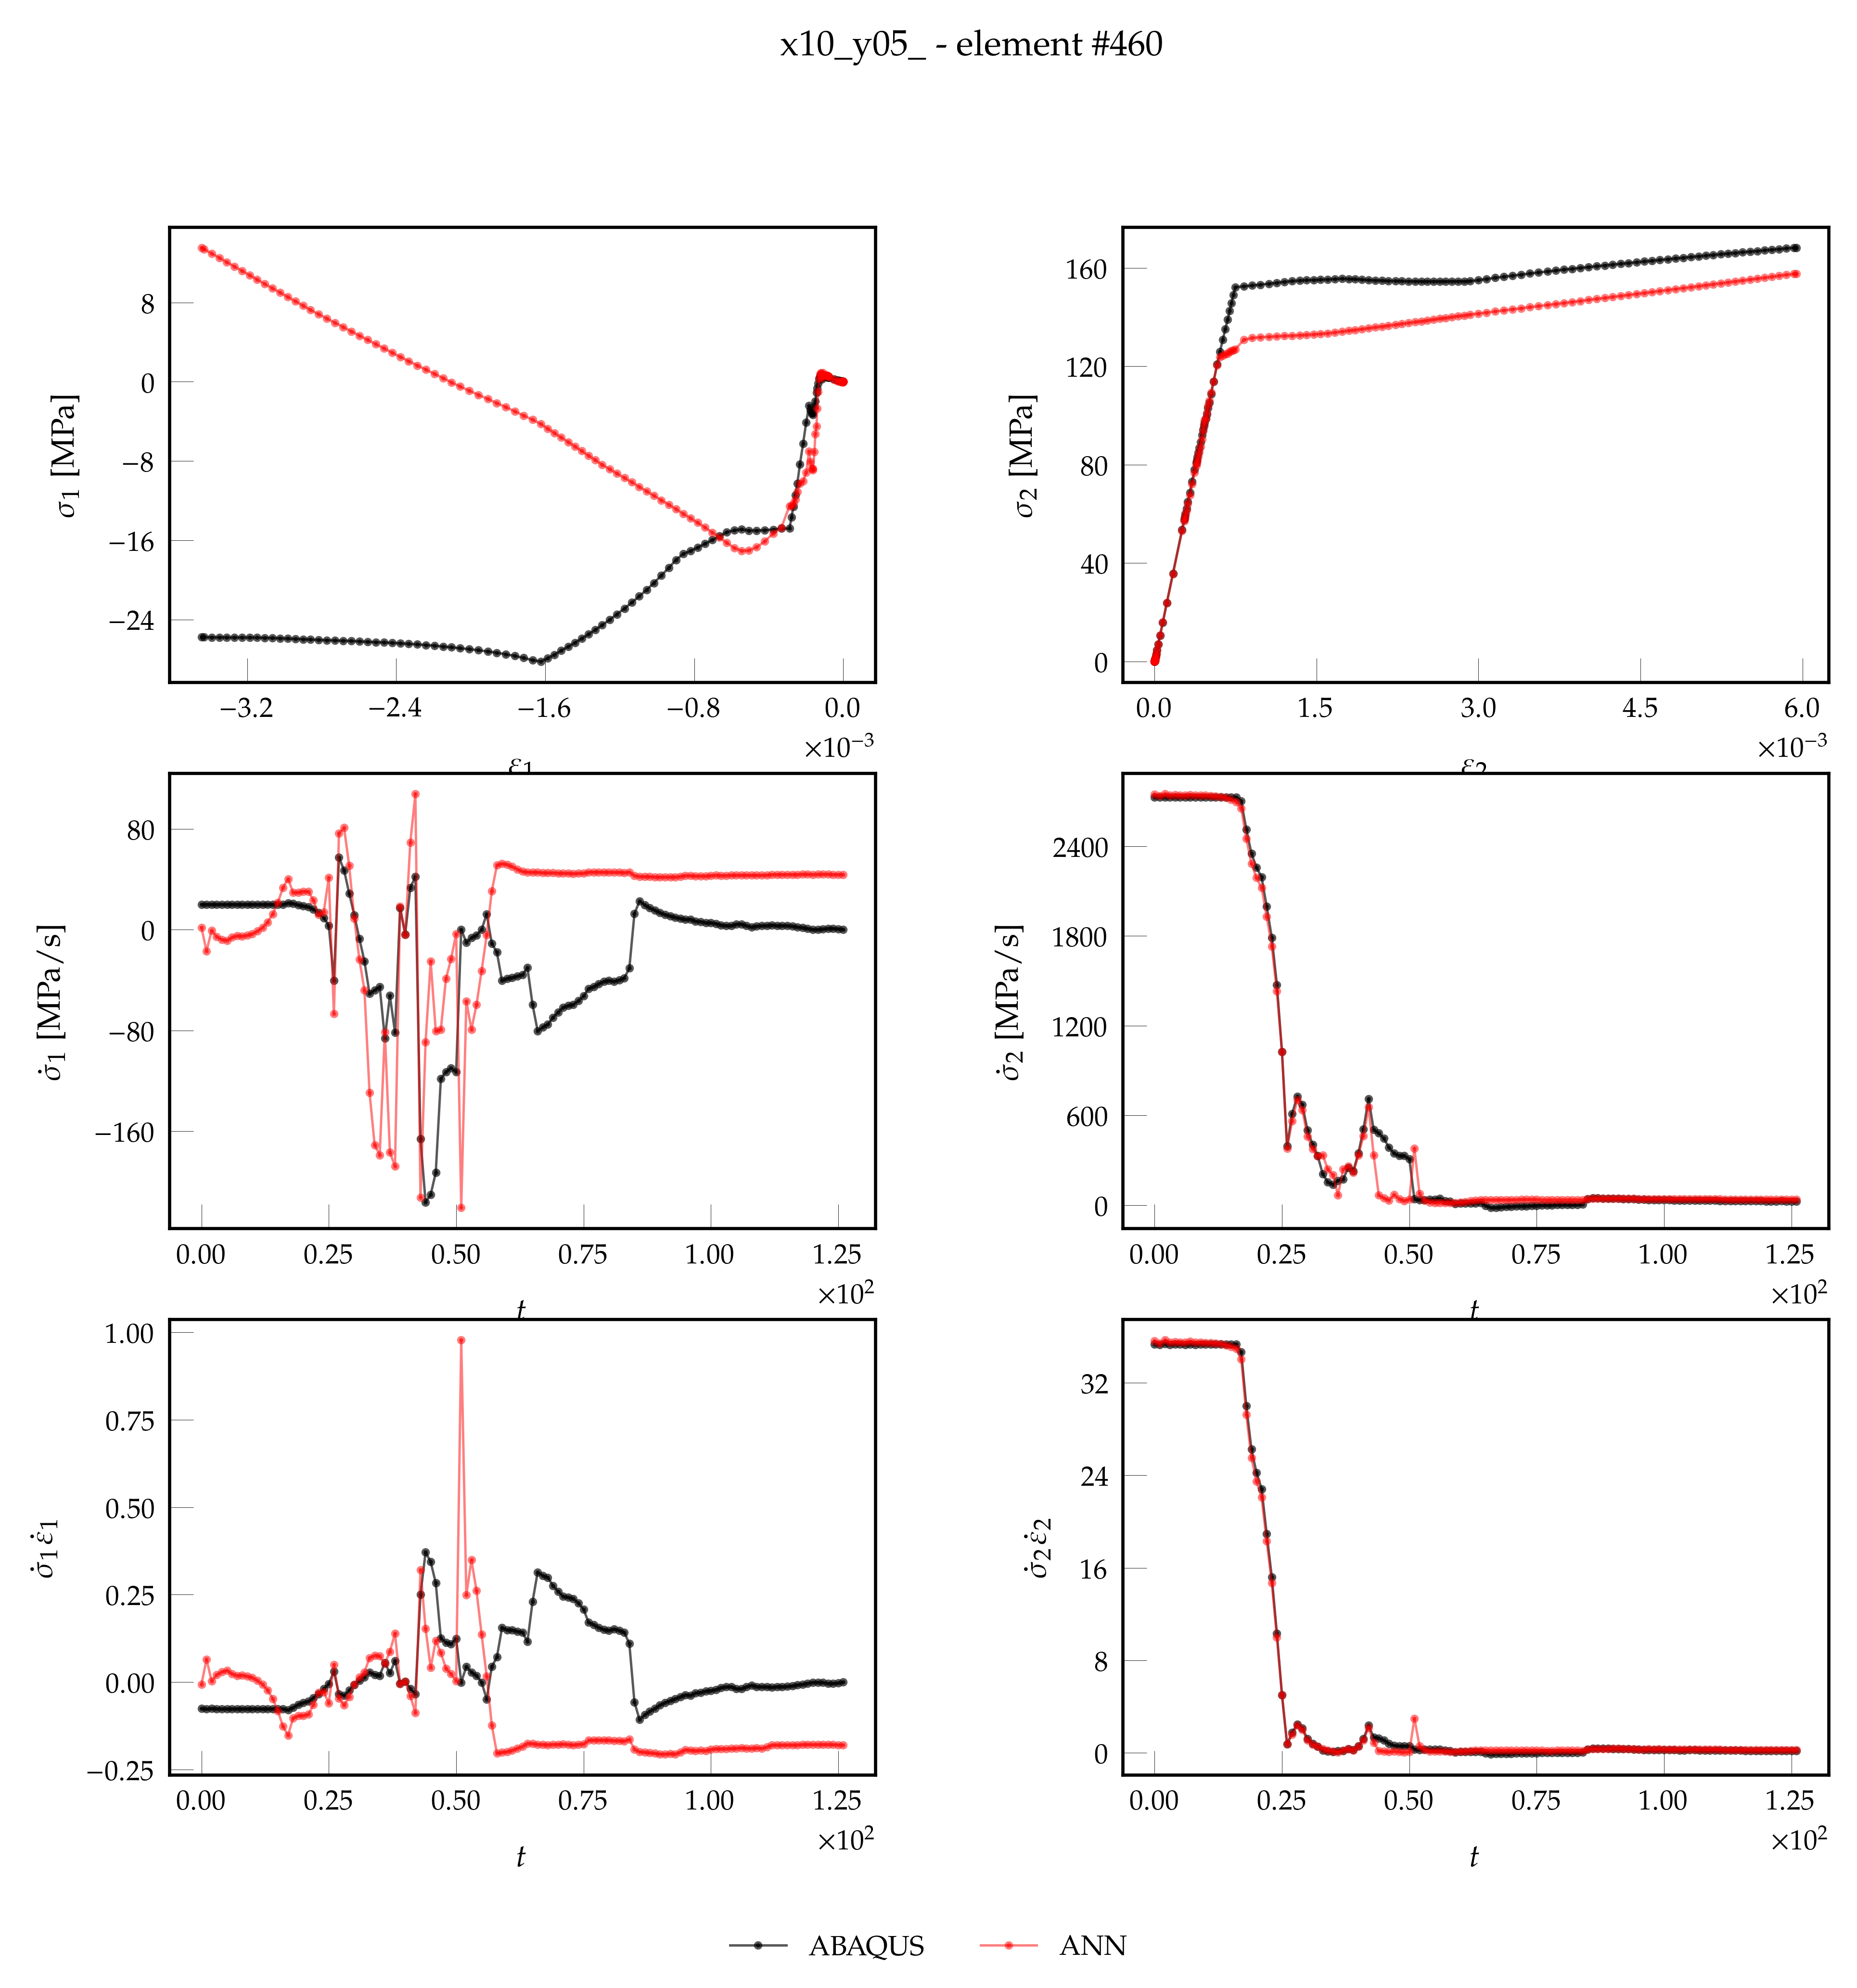 x10_y05_ - element #460
σ₁ [MPa]
8
0
−8
−16
−24
−3.2 −2.4 −1.6 −0.8 0.0
×10⁻³
ε₁
σ₂ [MPa]
160
120
80
40
0
0.0 1.5 3.0 4.5 6.0
×10⁻³
ε₂
σ̇₁ [MPa/s]
80
0
−80
−160
0.00 0.25 0.50 0.75 1.00 1.25
×10²
t
σ̇₂ [MPa/s]
2400
1800
1200
600
0
0.00 0.25 0.50 0.75 1.00 1.25
×10²
t
σ̇₁ε̇₁
1.00
0.75
0.50
0.25
0.00
−0.25
0.00 0.25 0.50 0.75 1.00 1.25
×10²
t
σ̇₂ε̇₂
32
24
16
8
0
0.00 0.25 0.50 0.75 1.00 1.25
×10²
t
ABAQUS ANN